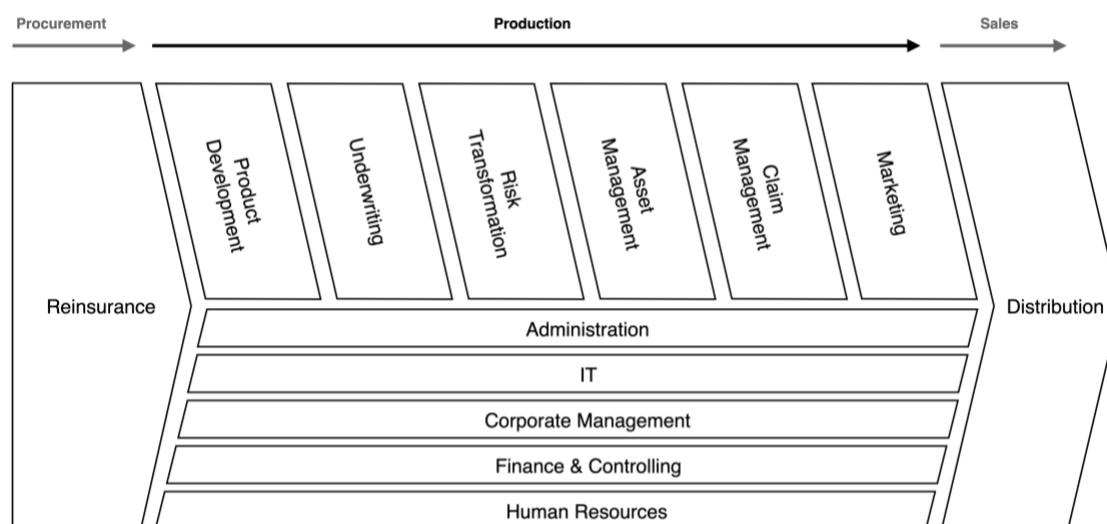 Procurement
Production
Sales
Product
Development
Underwriting
Risk
Transformation
Asset
Management
Claim
Management
Marketing
Reinsurance
Distribution
Administration
IT
Corporate Management
Finance & Controlling
Human Resources